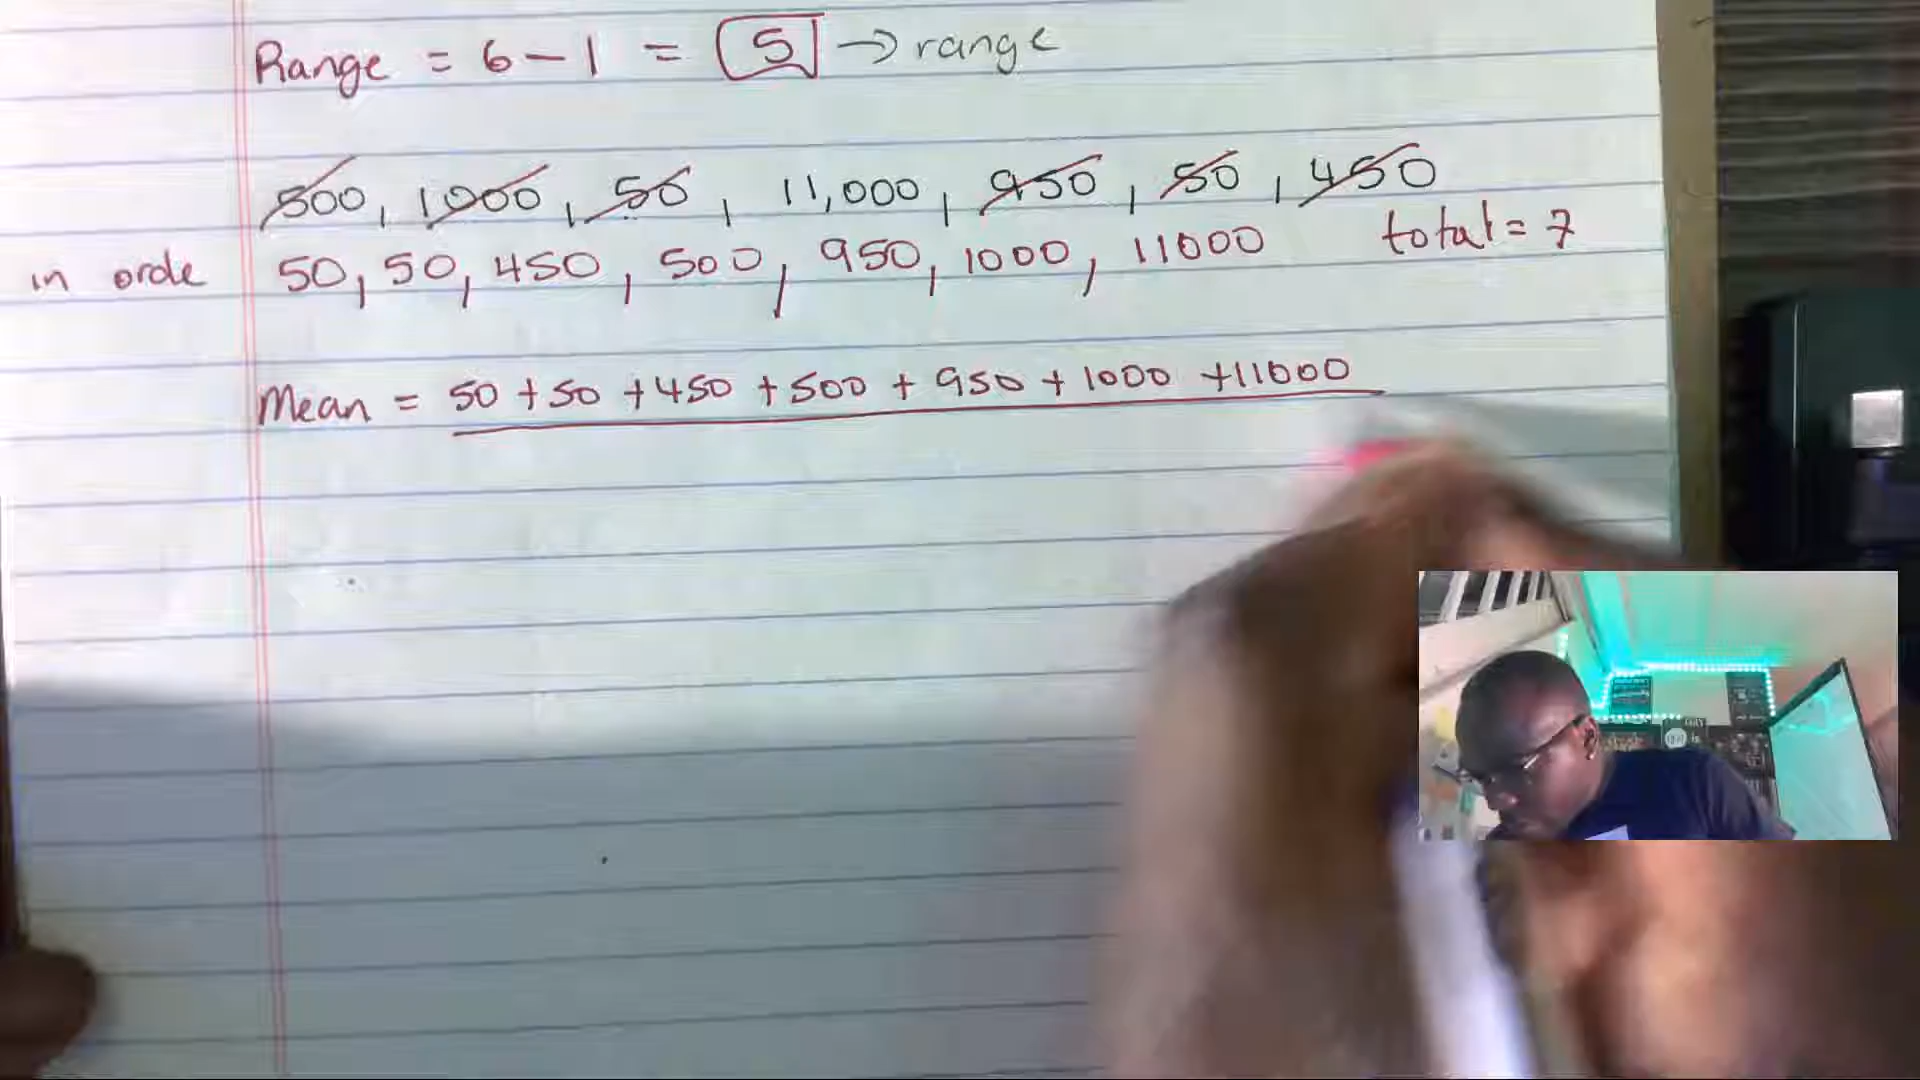 Range = 6 - 1 = 5 → range
500, 1000, 50, 11,000, 950, 50, 450
in orde 50, 50, 450, 500, 950, 1000, 11000 total = 7
Mean = 50 + 50 + 450 + 500 + 950 + 1000 + 11000